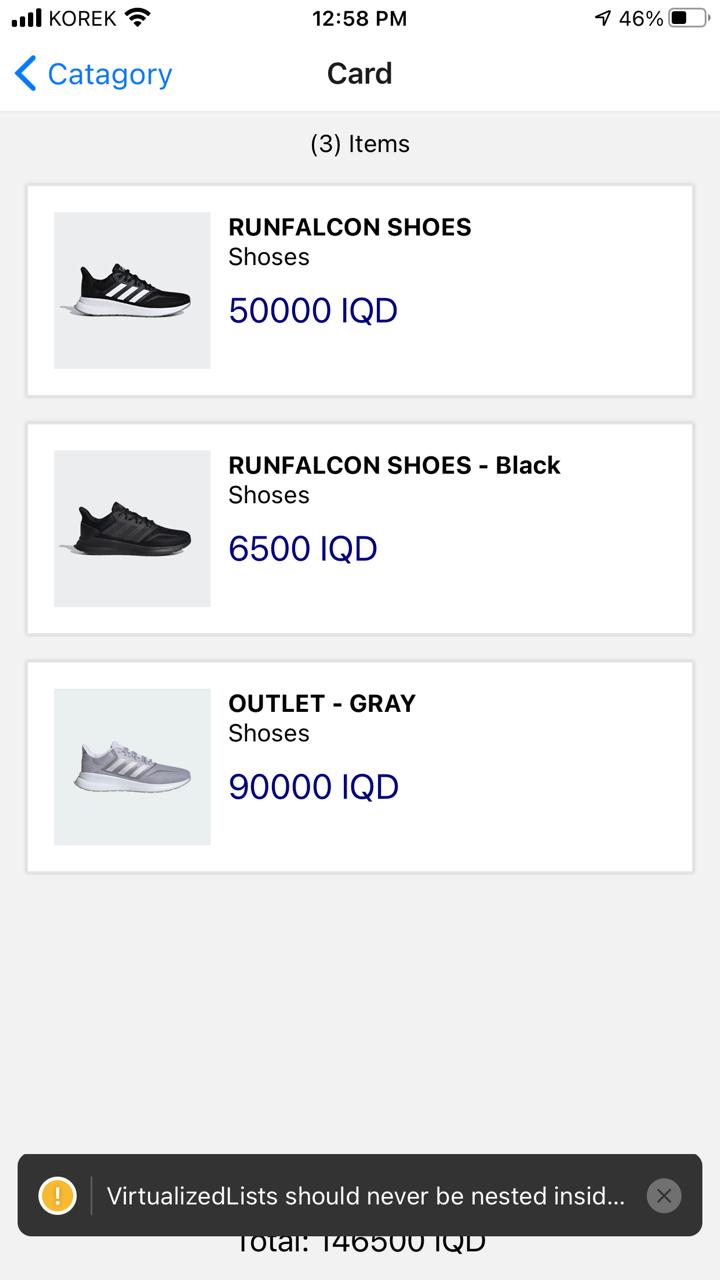 KOREK 12:58 PM 46%
Catagory Card
(3) Items
RUNFALCON SHOES
Shoses
50000 IQD
RUNFALCON SHOES - Black
Shoses
6500 IQD
OUTLET - GRAY
Shoses
90000 IQD
VirtualizedLists should never be nested insid...
Total: 146500 IQD